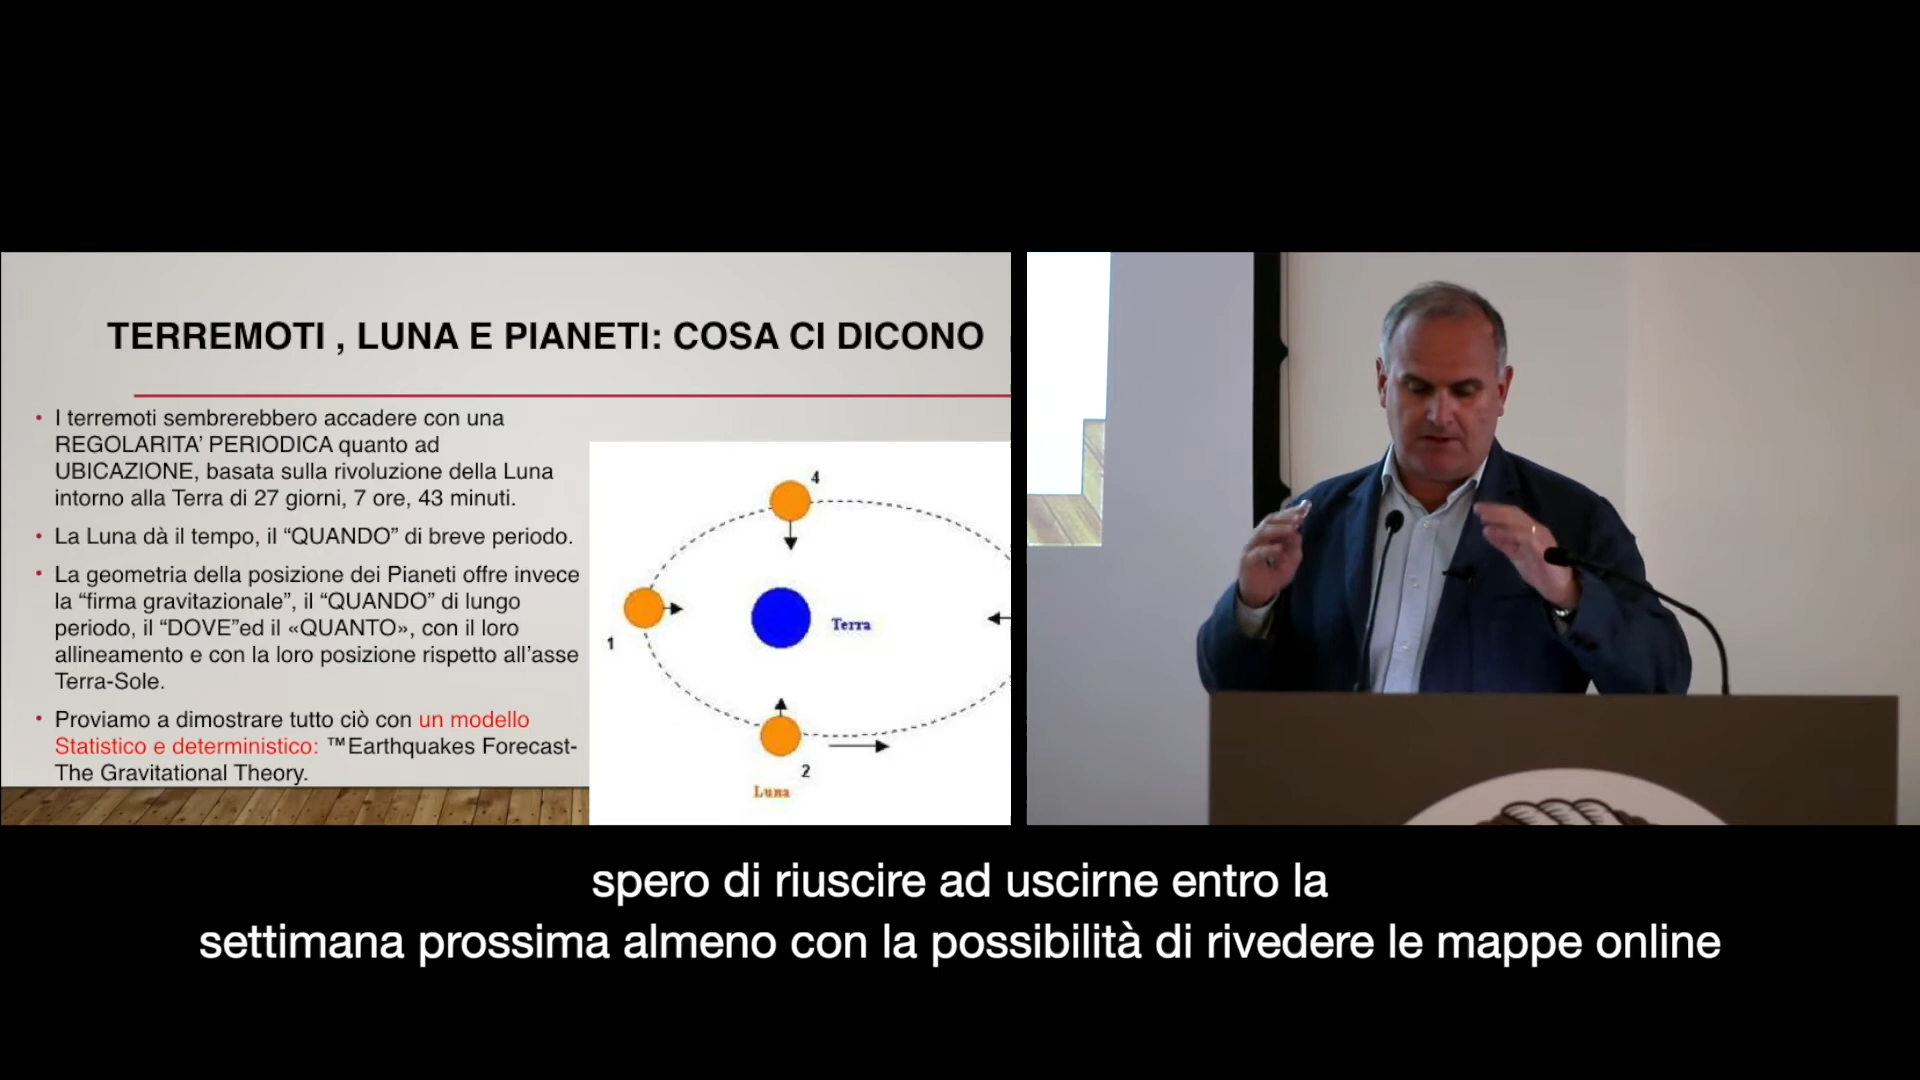 TERREMOTI , LUNA E PIANETI: COSA CI DICONO
• I terremoti sembrerebbero accadere con una
REGOLARITA’ PERIODICA quanto ad
UBICAZIONE, basata sulla rivoluzione della Luna
intorno alla Terra di 27 giorni, 7 ore, 43 minuti.
• La Luna dà il tempo, il “QUANDO” di breve periodo.
• La geometria della posizione dei Pianeti offre invece
la “firma gravitazionale”, il “QUANDO” di lungo
periodo, il “DOVE”ed il «QUANTO», con il loro
allineamento e con la loro posizione rispetto all’asse
Terra-Sole.
• Proviamo a dimostrare tutto ciò con un modello
Statistico e deterministico: ™Earthquakes Forecast-
The Gravitational Theory.
4
Terra
1
2
Luna
spero di riuscire ad uscirne entro la
settimana prossima almeno con la possibilità di rivedere le mappe online